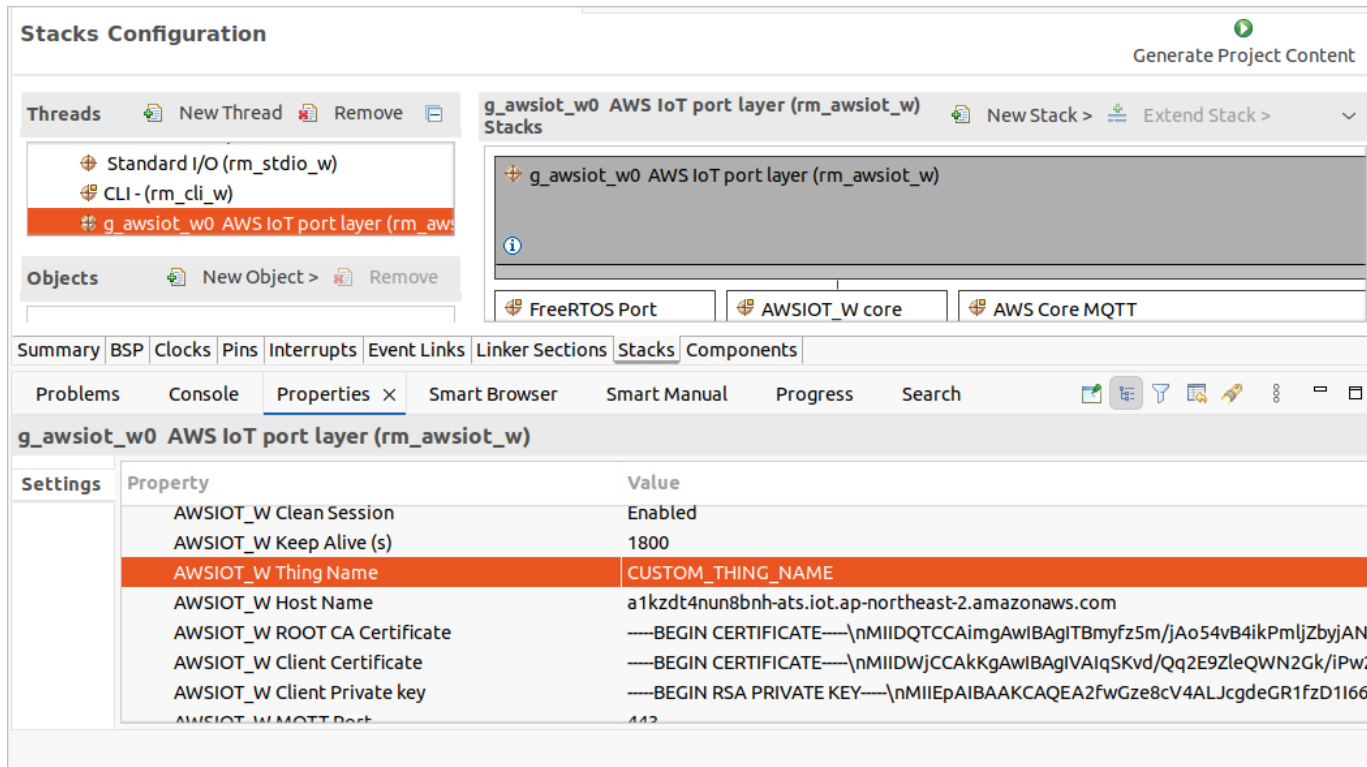 Stacks Configuration
Generate Project Content
Threads New Thread Remove
Standard I/O (rm_stdio_w)
CLI - (rm_cli_w)
g_awsiot_w0 AWS IoT port layer (rm_aws
Objects New Object > Remove
g_awsiot_w0 AWS IoT port layer (rm_awsiot_w)
Stacks
New Stack > Extend Stack >
g_awsiot_w0 AWS IoT port layer (rm_awsiot_w)
FreeRTOS Port AWSIOT_W core AWS Core MQTT
Summary BSP Clocks Pins Interrupts Event Links Linker Sections Stacks Components
Problems Console Properties Smart Browser Smart Manual Progress Search
g_awsiot_w0 AWS IoT port layer (rm_awsiot_w)
Settings Property Value
AWSIOT_W Clean Session Enabled
AWSIOT_W Keep Alive (s) 1800
AWSIOT_W Thing Name CUSTOM_THING_NAME
AWSIOT_W Host Name a1kzdt4nun8bnh-ats.iot.ap-northeast-2.amazonaws.com
AWSIOT_W ROOT CA Certificate -----BEGIN CERTIFICATE-----\nMIIDQTCCAimgAwIBAgITBmyfz5m/jAo54vB4ikPmljZbyjAN
AWSIOT_W Client Certificate -----BEGIN CERTIFICATE-----\nMIIDWjCCAkKgAwIBAgIVAIqSKvd/Qq2E9ZleQWN2Gk/iPw2
AWSIOT_W Client Private key -----BEGIN RSA PRIVATE KEY-----\nMIIEpAIBAAKCAQEA2fwGze8cV4ALJcgdeGR1fzD1I66
AWSIOT_W MQTT Port 443